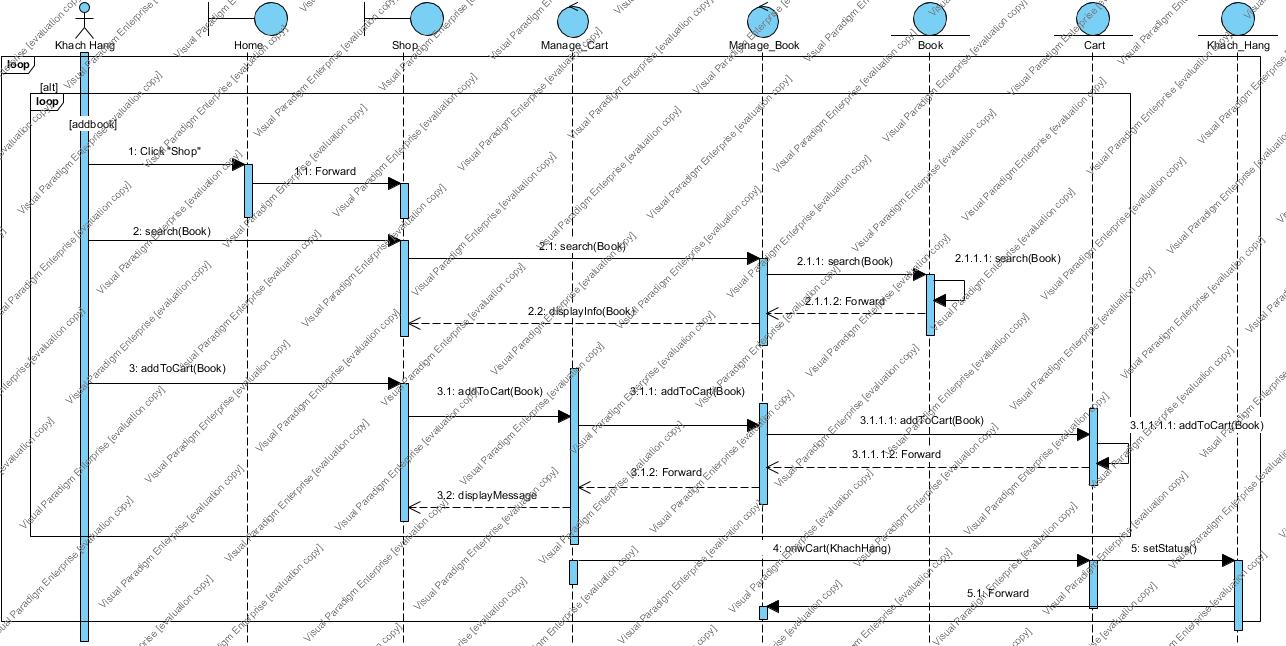 Khach Hang
Home
Shop
Manage_Cart
Manage_Book
Book
Cart
Khach_Hang
loop
[alt]
loop
[addbook]
1: Click "Shop"
1.1: Forward
2: search(Book)
2.1: search(Book)
2.1.1: search(Book)
2.1.1.1: search(Book)
2.1.1.2: Forward
2.2: displayInfo(Book)
3: addToCart(Book)
3.1: addToCart(Book)
3.1.1: addToCart(Book)
3.1.1.1: addToCart(Book)
3.1.1.1.1: addToCart(Book)
3.1.1.1.2: Forward
3.1.2: Forward
3.2: displayMessage
4: onwCart(KhachHang)
5: setStatus()
5.1: Forward
Visual Paradigm Enterprise [evaluation copy]